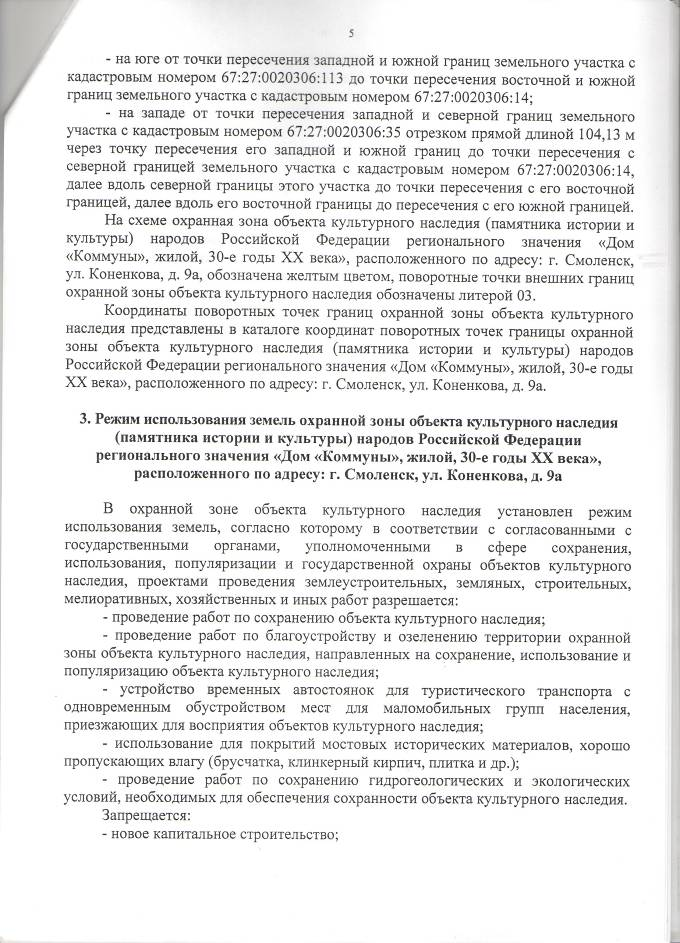 5
- на юге от точки пересечения западной и южной границ земельного участка с
кадастровым номером 67:27:0020306:113 до точки пересечения восточной и южной
границ земельного участка с кадастровым номером 67:27:0020306:14;
- на западе от точки пересечения западной и северной границ земельного
участка с кадастровым номером 67:27:0020306:35 отрезком прямой длиной 104,13 м
через точку пересечения его западной и южной границ до точки пересечения с
северной границей земельного участка с кадастровым номером 67:27:0020306:14,
далее вдоль северной границы этого участка до точки пересечения с его восточной
границей, далее вдоль его восточной границы до пересечения с его южной границей.
На схеме охранная зона объекта культурного наследия (памятника истории и
культуры) народов Российской Федерации регионального значения «Дом
«Коммуны», жилой, 30-е годы XX века», расположенного по адресу: г. Смоленск,
ул. Коненкова, д. 9а, обозначена желтым цветом, поворотные точки внешних границ
охранной зоны объекта культурного наследия обозначены литерой 03.
Координаты поворотных точек границ охранной зоны объекта культурного
наследия представлены в каталоге координат поворотных точек границы охранной
зоны объекта культурного наследия (памятника истории и культуры) народов
Российской Федерации регионального значения «Дом «Коммуны», жилой, 30-е годы
XX века», расположенного по адресу: г. Смоленск, ул. Коненкова, д. 9а.
3. Режим использования земель охранной зоны объекта культурного наследия
(памятника истории и культуры) народов Российской Федерации
регионального значения «Дом «Коммуны», жилой, 30-е годы XX века»,
расположенного по адресу: г. Смоленск, ул. Коненкова, д. 9а
В охранной зоне объекта культурного наследия установлен режим
использования земель, согласно которому в соответствии с согласованными с
государственными органами, уполномоченными в сфере сохранения,
использования, популяризации и государственной охраны объектов культурного
наследия, проектами проведения землеустроительных, земляных, строительных,
мелиоративных, хозяйственных и иных работ разрешается:
- проведение работ по сохранению объекта культурного наследия;
- проведение работ по благоустройству и озеленению территории охранной
зоны объекта культурного наследия, направленных на сохранение, использование и
популяризацию объекта культурного наследия;
- устройство временных автостоянок для туристического транспорта с
одновременным обустройством мест для маломобильных групп населения,
приезжающих для восприятия объектов культурного наследия;
- использование для покрытий мостовых исторических материалов, хорошо
пропускающих влагу (брусчатка, клинкерный кирпич, плитка и др.);
- проведение работ по сохранению гидрогеологических и экологических
условий, необходимых для обеспечения сохранности объекта культурного наследия.
Запрещается:
- новое капитальное строительство;